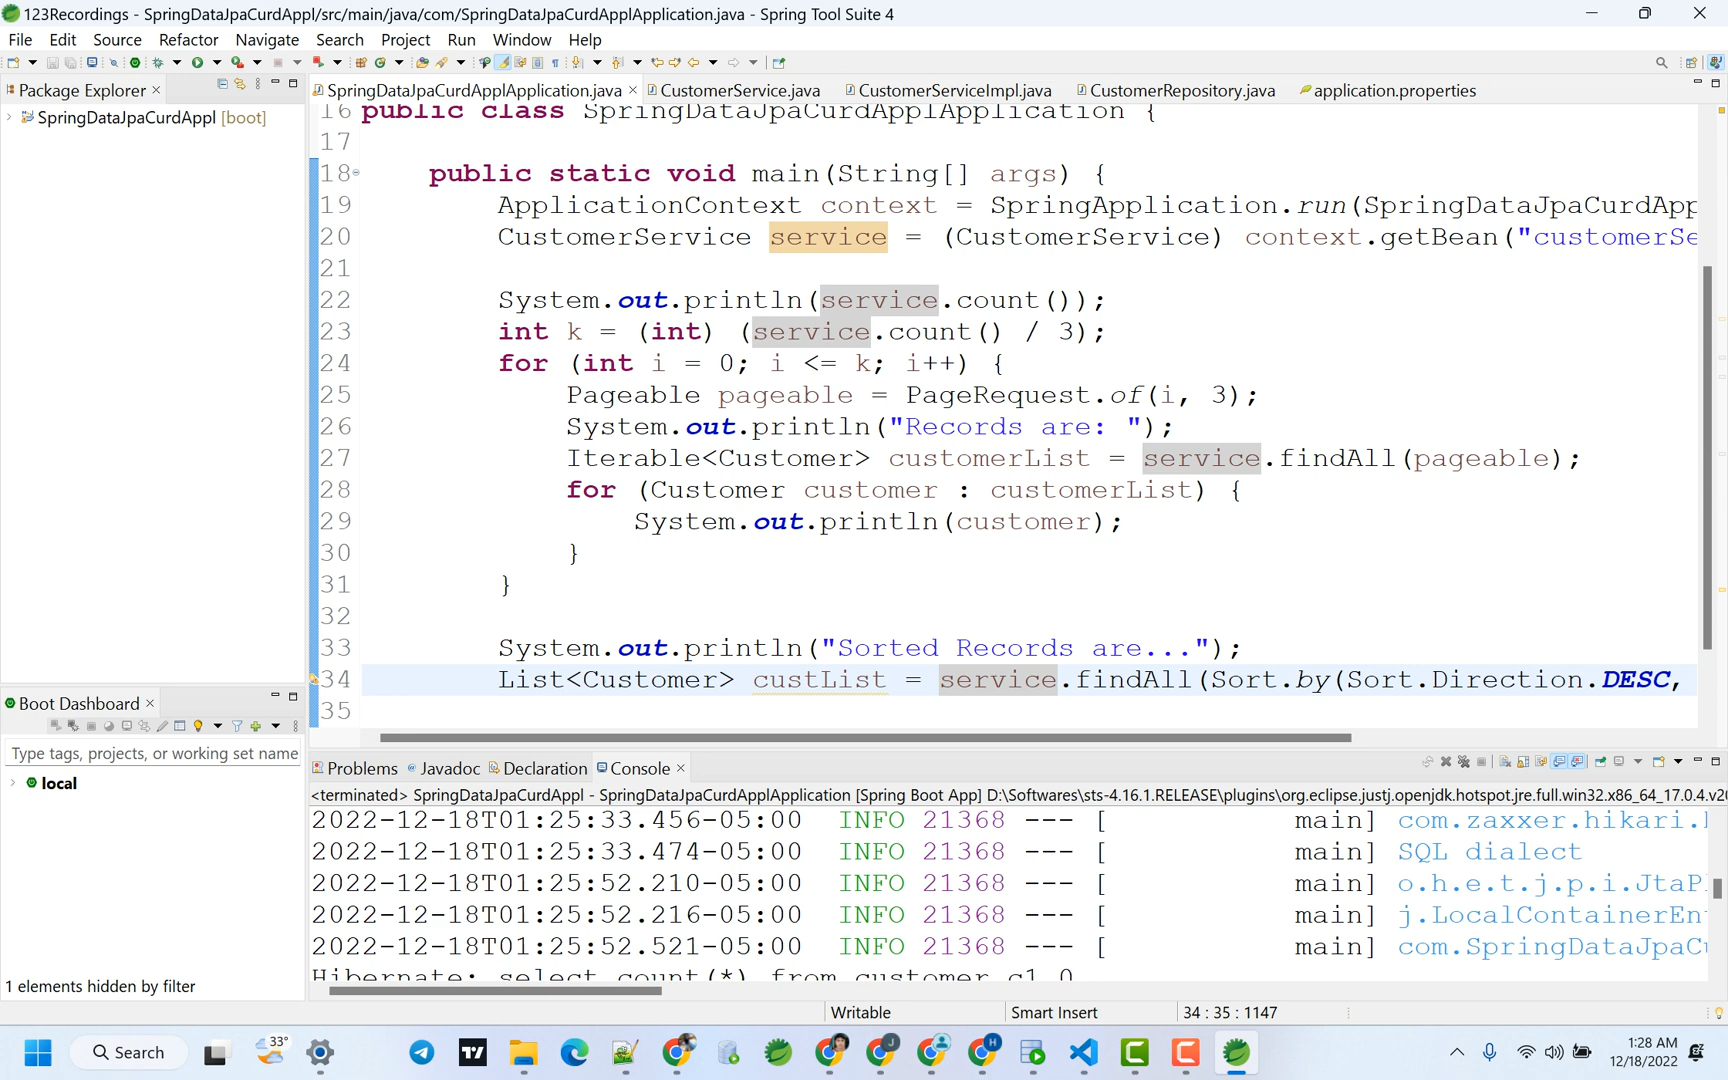 123Recordings - SpringDataJpaCurdAppl/src/main/java/com/SpringDataJpaCurdApplApplication.java - Spring Tool Suite 4
File Edit Source Refactor Navigate Search Project Run Window Help
Package Explorer
SpringDataJpaCurdAppl [boot]
SpringDataJpaCurdApplApplication.java CustomerService.java CustomerServiceImpl.java CustomerRepository.java application.properties
16 public class SpringDataJpaCurdApplApplication {
17
18 public static void main(String[] args) {
19 ApplicationContext context = SpringApplication.run(SpringDataJpaCurdApp
20 CustomerService service = (CustomerService) context.getBean("customerSe
21
22 System.out.println(service.count());
23 int k = (int) (service.count() / 3);
24 for (int i = 0; i <= k; i++) {
25 Pageable pageable = PageRequest.of(i, 3);
26 System.out.println("Records are: ");
27 Iterable<Customer> customerList = service.findAll(pageable);
28 for (Customer customer : customerList) {
29 System.out.println(customer);
30 }
31 }
32
33 System.out.println("Sorted Records are...");
34 List<Customer> custList = service.findAll(Sort.by(Sort.Direction.DESC,
35
Boot Dashboard
Type tags, projects, or working set name
local
1 elements hidden by filter
Problems Javadoc Declaration Console
<terminated> SpringDataJpaCurdAppl - SpringDataJpaCurdApplApplication [Spring Boot App] D:\Softwares\sts-4.16.1.RELEASE\plugins\org.eclipse.justj.openjdk.hotspot.jre.full.win32.x86_64_17.0.4.v20
2022-12-18T01:25:33.456-05:00 INFO 21368 --- [ main] com.zaxxer.hikari.
2022-12-18T01:25:33.474-05:00 INFO 21368 --- [ main] SQL dialect
2022-12-18T01:25:52.210-05:00 INFO 21368 --- [ main] o.h.e.t.j.p.i.JtaP
2022-12-18T01:25:52.216-05:00 INFO 21368 --- [ main] j.LocalContainerEn
2022-12-18T01:25:52.521-05:00 INFO 21368 --- [ main] com.SpringDataJpaCu
Hibernate: select count(*) from customer c1_0
Writable Smart Insert 34 : 35 : 1147
Search
33°
1:28 AM
12/18/2022